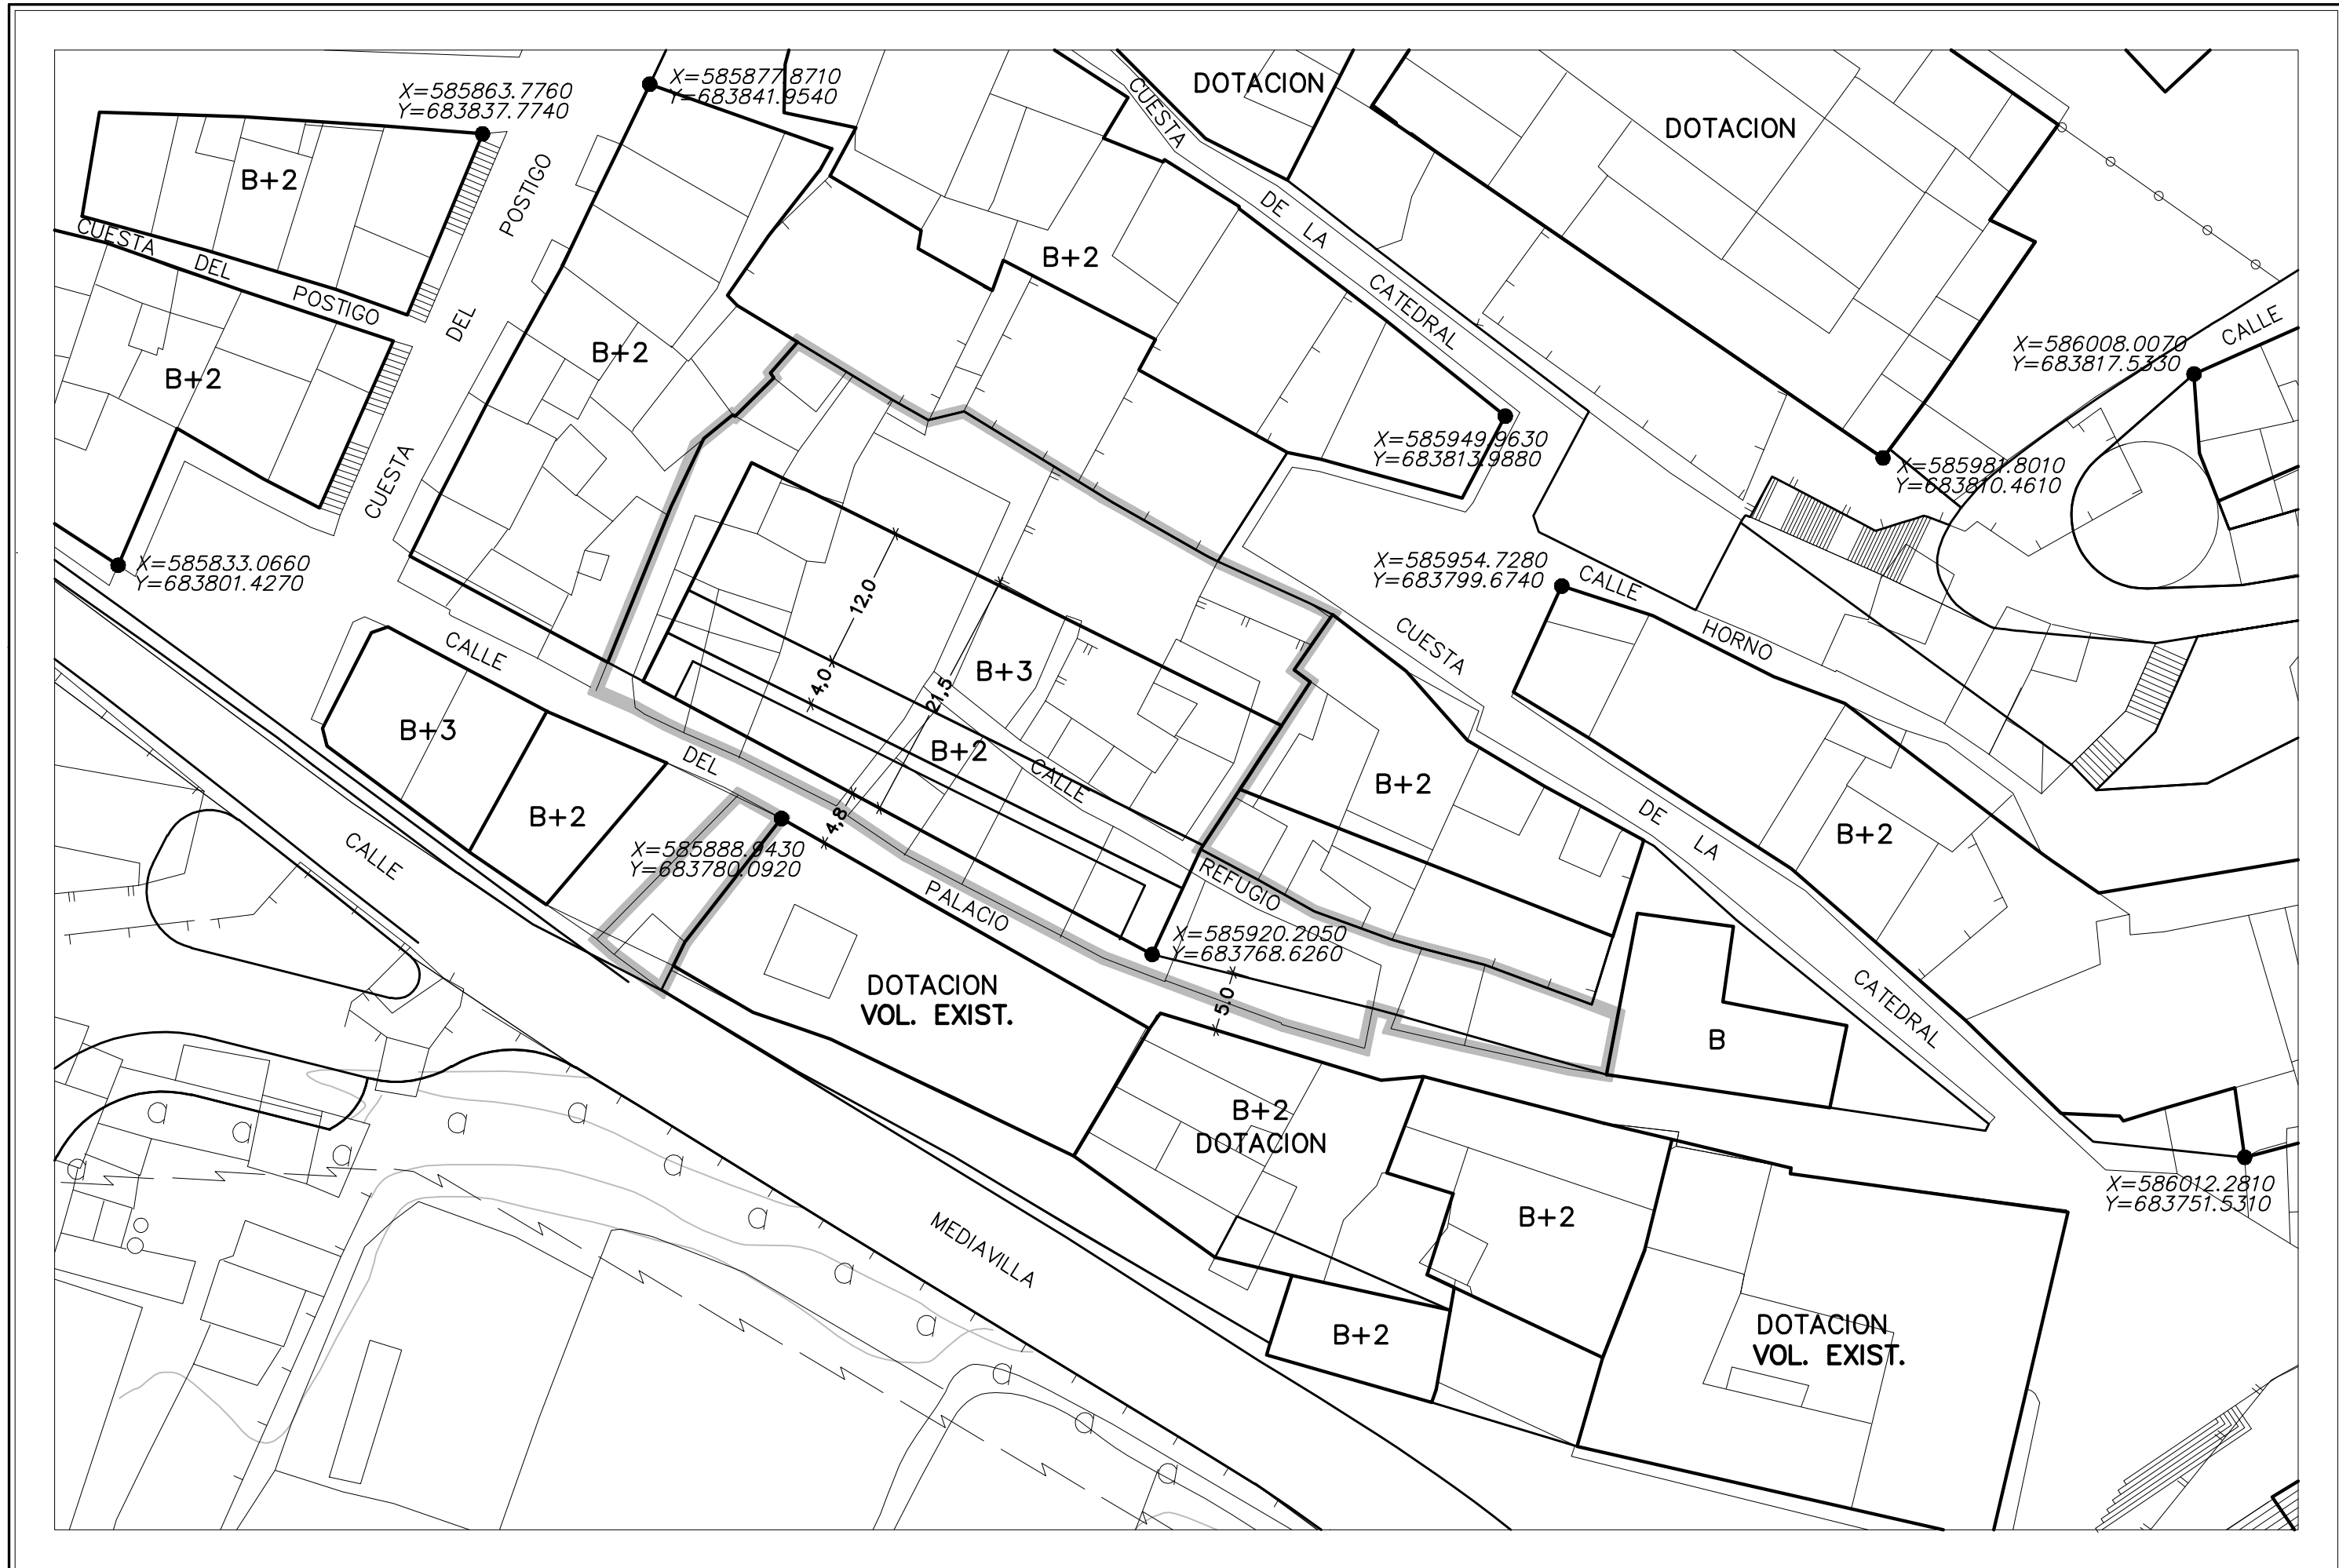 X=585863.7760
Y=683837.7740
X=585877.8710
Y=683841.9540
DOTACION
DOTACION
CUESTA
DE
LA
CATEDRAL
B+2
CUESTA
DEL
POSTIGO
POSTIGO
DEL
CUESTA
B+2
B+2
B+2
X=586008.0070
Y=683817.5330
CALLE
X=585949.9630
Y=683813.9880
X=585981.8010
Y=683810.4610
X=585833.0660
Y=683801.4270
X=585954.7280
Y=683799.6740
CALLE
HORNO
12,0
4,0
21,5
4,8
B+3
B+2
CALLE
REFUGIO
CALLE
DEL
PALACIO
B+3
B+2
CUESTA
DE
LA
CATEDRAL
B+2
B+2
CALLE
MEDIAVILLA
X=585888.9430
Y=683780.0920
X=585920.2050
Y=683768.6260
5.0
DOTACION
VOL. EXIST.
B
B+2
DOTACION
B+2
B+2
X=586012.2810
Y=683751.5310
DOTACION
VOL. EXIST.